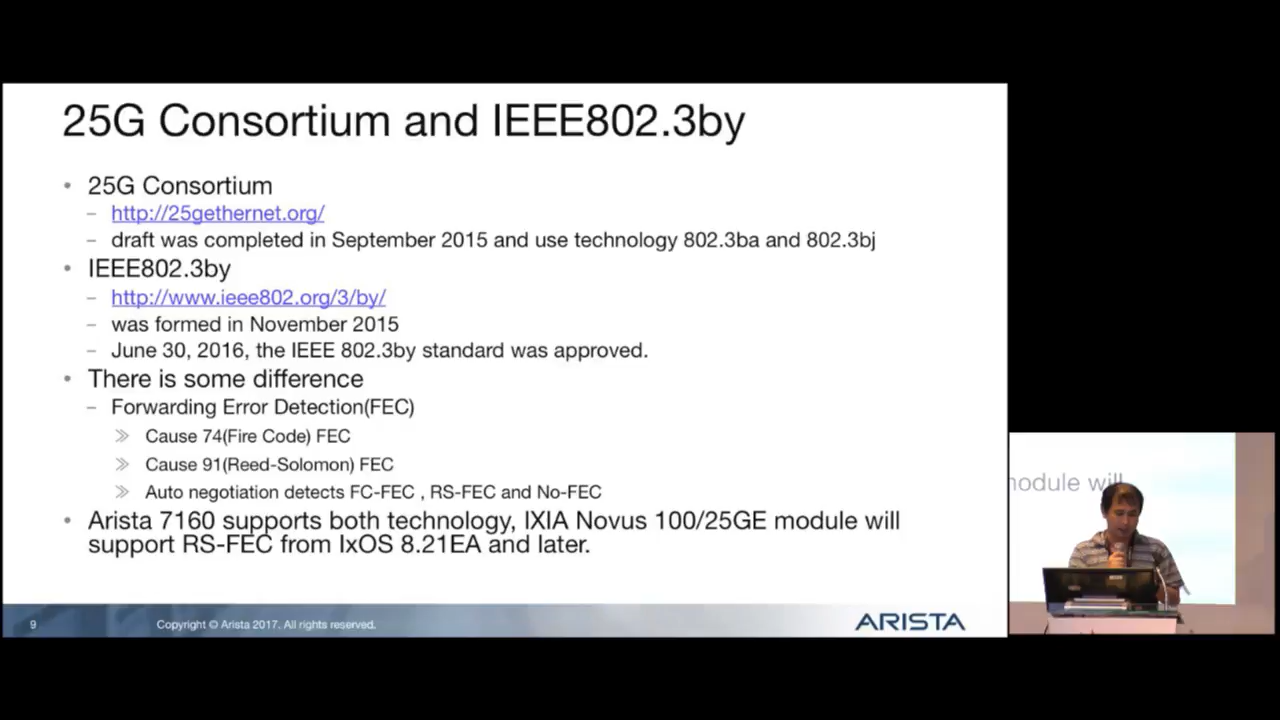 25G Consortium and IEEE802.3by
• 25G Consortium
– http://25gethernet.org/
– draft was completed in September 2015 and use technology 802.3ba and 802.3bj
• IEEE802.3by
– http://www.ieee802.org/3/by/
– was formed in November 2015
– June 30, 2016, the IEEE 802.3by standard was approved.
• There is some difference
– Forwarding Error Detection(FEC)
» Cause 74(Fire Code) FEC
» Cause 91(Reed-Solomon) FEC
» Auto negotiation detects FC-FEC , RS-FEC and No-FEC
• Arista 7160 supports both technology, IXIA Novus 100/25GE module will
support RS-FEC from IxOS 8.21EA and later.
9
Copyright © Arista 2017. All rights reserved.
ARISTA
module will